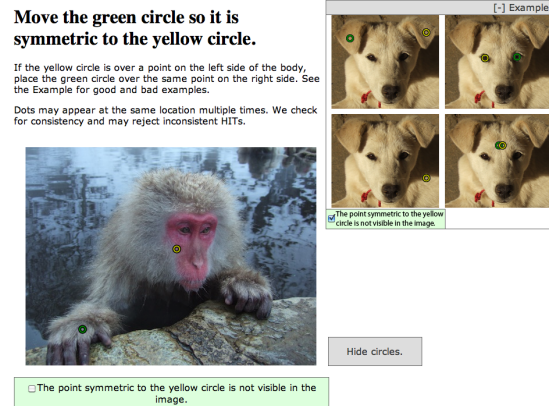 Move the green circle so it is
symmetric to the yellow circle.
If the yellow circle is over a point on the left side of the body,
place the green circle over the same point on the right side. See
the Example for good and bad examples.
Dots may appear at the same location multiple times. We check
for consistency and may reject inconsistent HITs.
[-] Example
The point symmetric to the yellow
circle is not visible in the image.
Hide circles.
The point symmetric to the yellow circle is not visible in the
image.